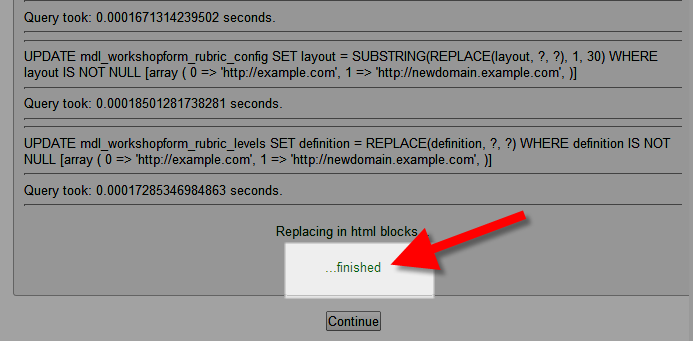 Query took: 0.0001671314239502 seconds.
UPDATE mdl_workshopform_rubric_config SET layout = SUBSTRING(REPLACE(layout, ?, ?), 1, 30) WHERE
layout IS NOT NULL [array ( 0 => 'http://example.com', 1 => 'http://newdomain.example.com', )]
Query took: 0.00018501281738281 seconds.
UPDATE mdl_workshopform_rubric_levels SET definition = REPLACE(definition, ?, ?) WHERE definition IS NOT
NULL [array ( 0 => 'http://example.com', 1 => 'http://newdomain.example.com', )]
Query took: 0.00017285346984863 seconds.
Replacing in html blocks...
...finished
Continue